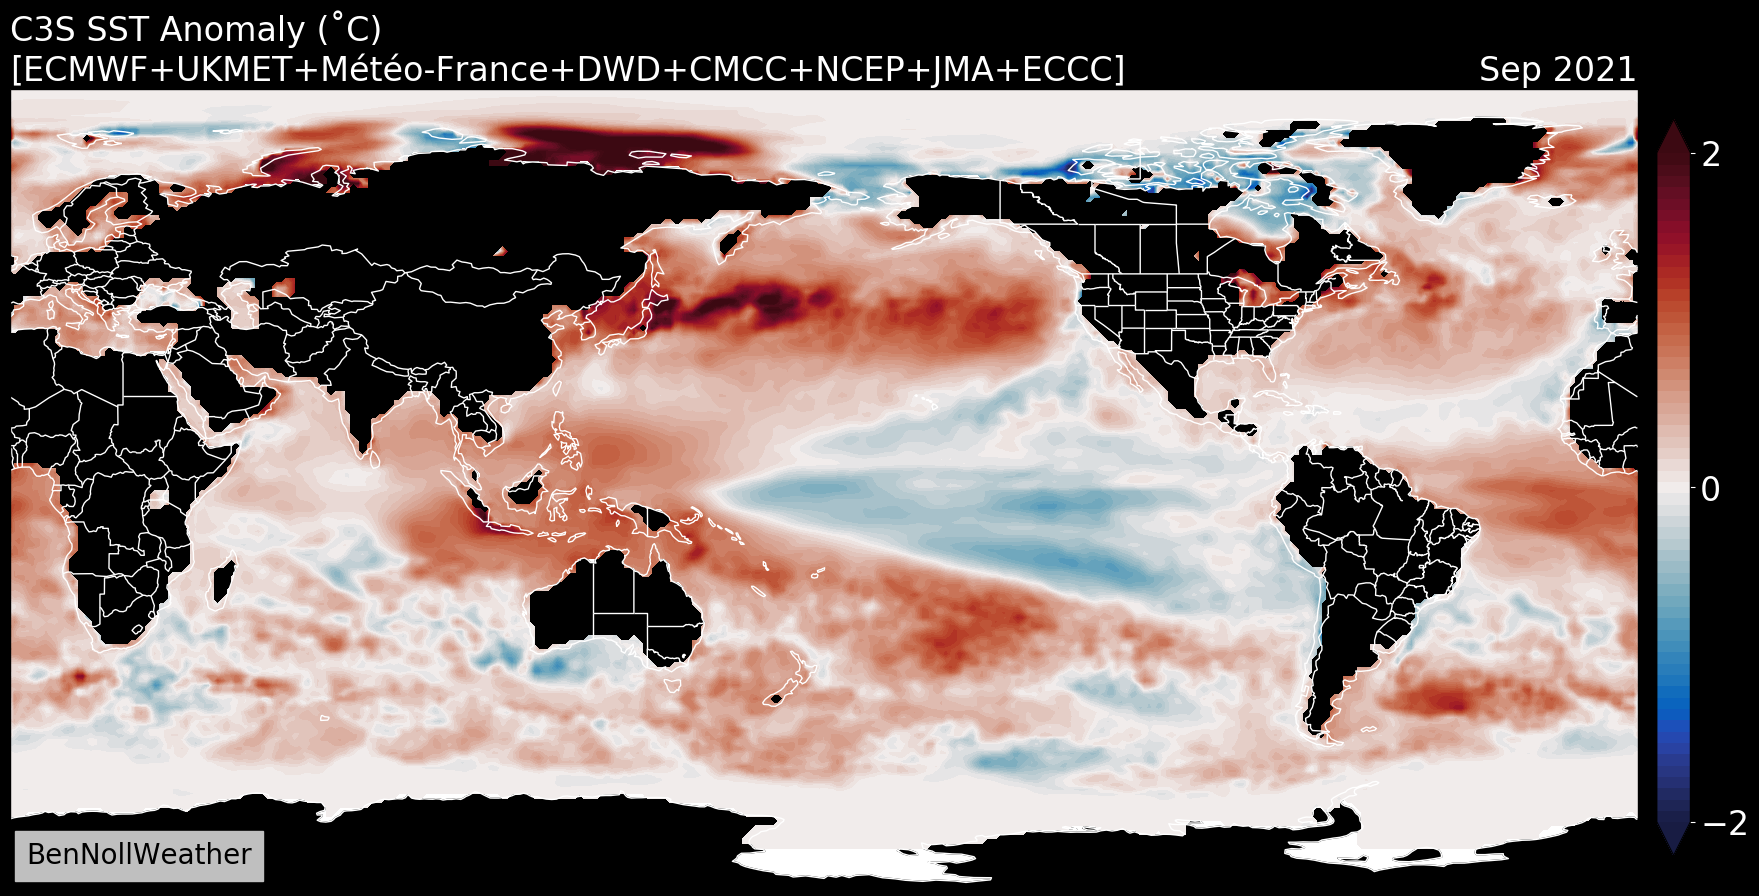 C3S SST Anomaly (˚C)
[ECMWF+UKMET+Météo-France+DWD+CMCC+NCEP+JMA+ECCC]
Sep 2021
2
0
−2
BenNollWeather